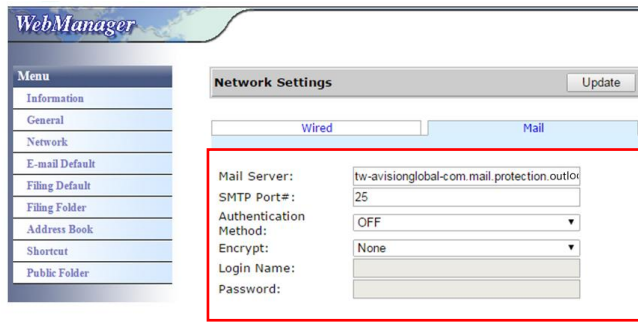 WebManager
Menu
Information
General
Network
E-mail Default
Filing Default
Filing Folder
Address Book
Shortcut
Public Folder
Network Settings
Update
Wired Mail
Mail Server: tw-avisionglobal-com.mail.protection.outloo
SMTP Port#: 25
Authentication
Method: OFF
Encrypt: None
Login Name:
Password: